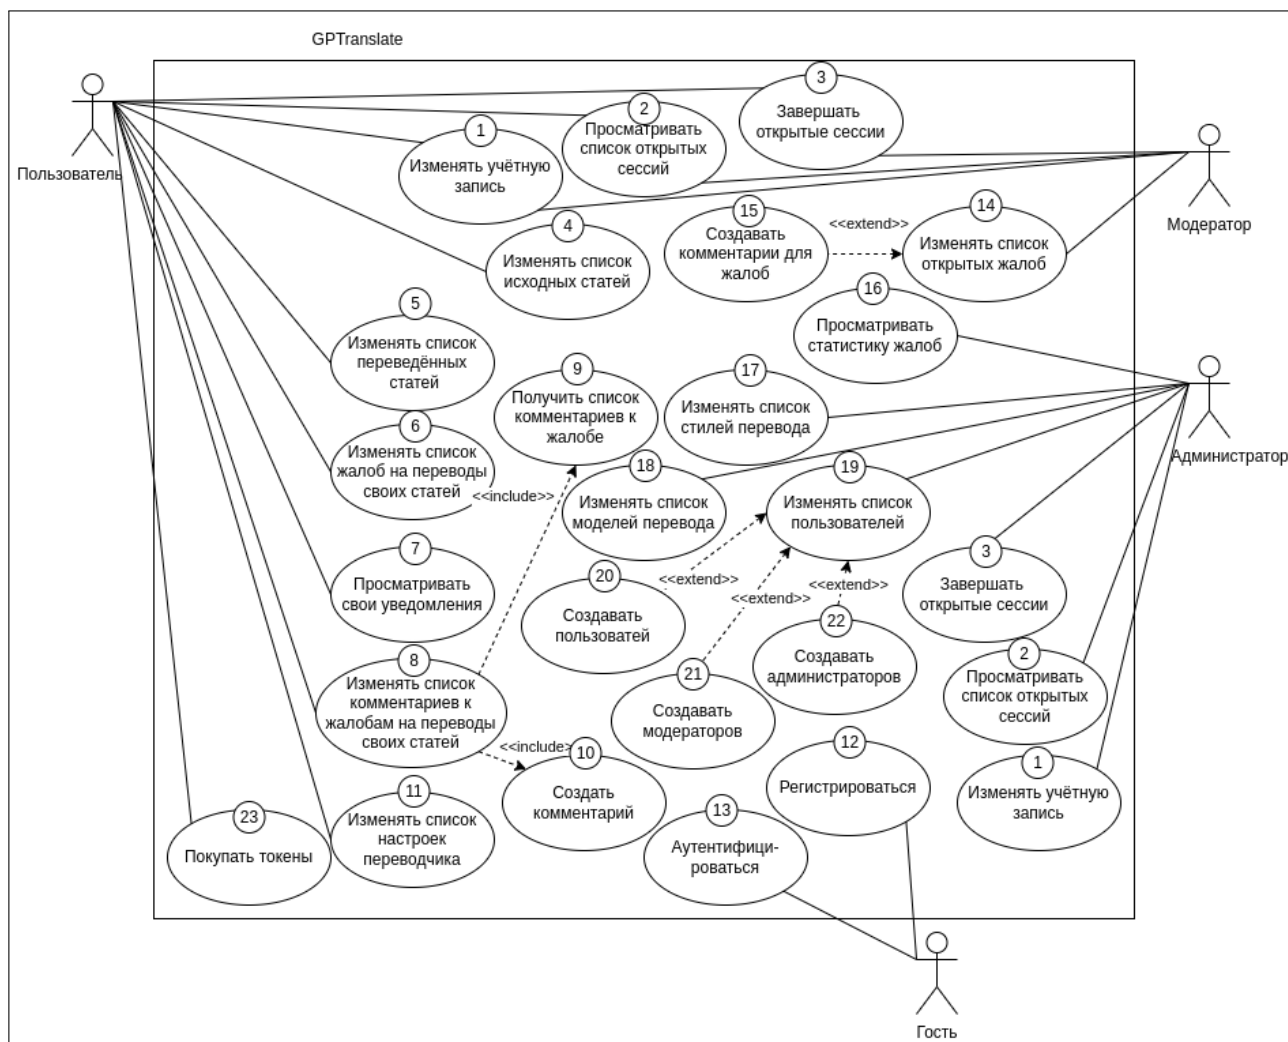 GPTranslate
3
Завершать
открытые сессии
2
Просматривать
список открытых
сессий
1
Изменять учётную
запись
Пользователь
Модератор
15
Создавать
комментарии для
жалоб
<<extend>>
14
Изменять список
открытых жалоб
4
Изменять список
исходных статей
16
Просматривать
статистику жалоб
5
Изменять список
переведённых
статей
9
Получить список
комментариев к
жалобе
17
Изменять список
стилей перевода
Администратор
6
Изменять список
жалоб на переводы
своих статей
<<include>>
18
Изменять список
моделей перевода
19
Изменять список
пользователей
7
Просматривать
свои уведомления
20
Создавать
пользоватей
<<extend>>
<<extend>>
<<extend>>
3
Завершать
открытые сессии
22
Создавать
администраторов
2
Просматривать
список открытых
сессий
8
Изменять список
комментариев к
жалобам на переводы
своих статей
21
Создавать
модераторов
<<include>>
10
Создать
комментарий
12
Регистрироваться
1
Изменять учётную
запись
11
Изменять список
настроек
переводчика
23
Покупать токены
13
Аутентифици-
роваться
Гость